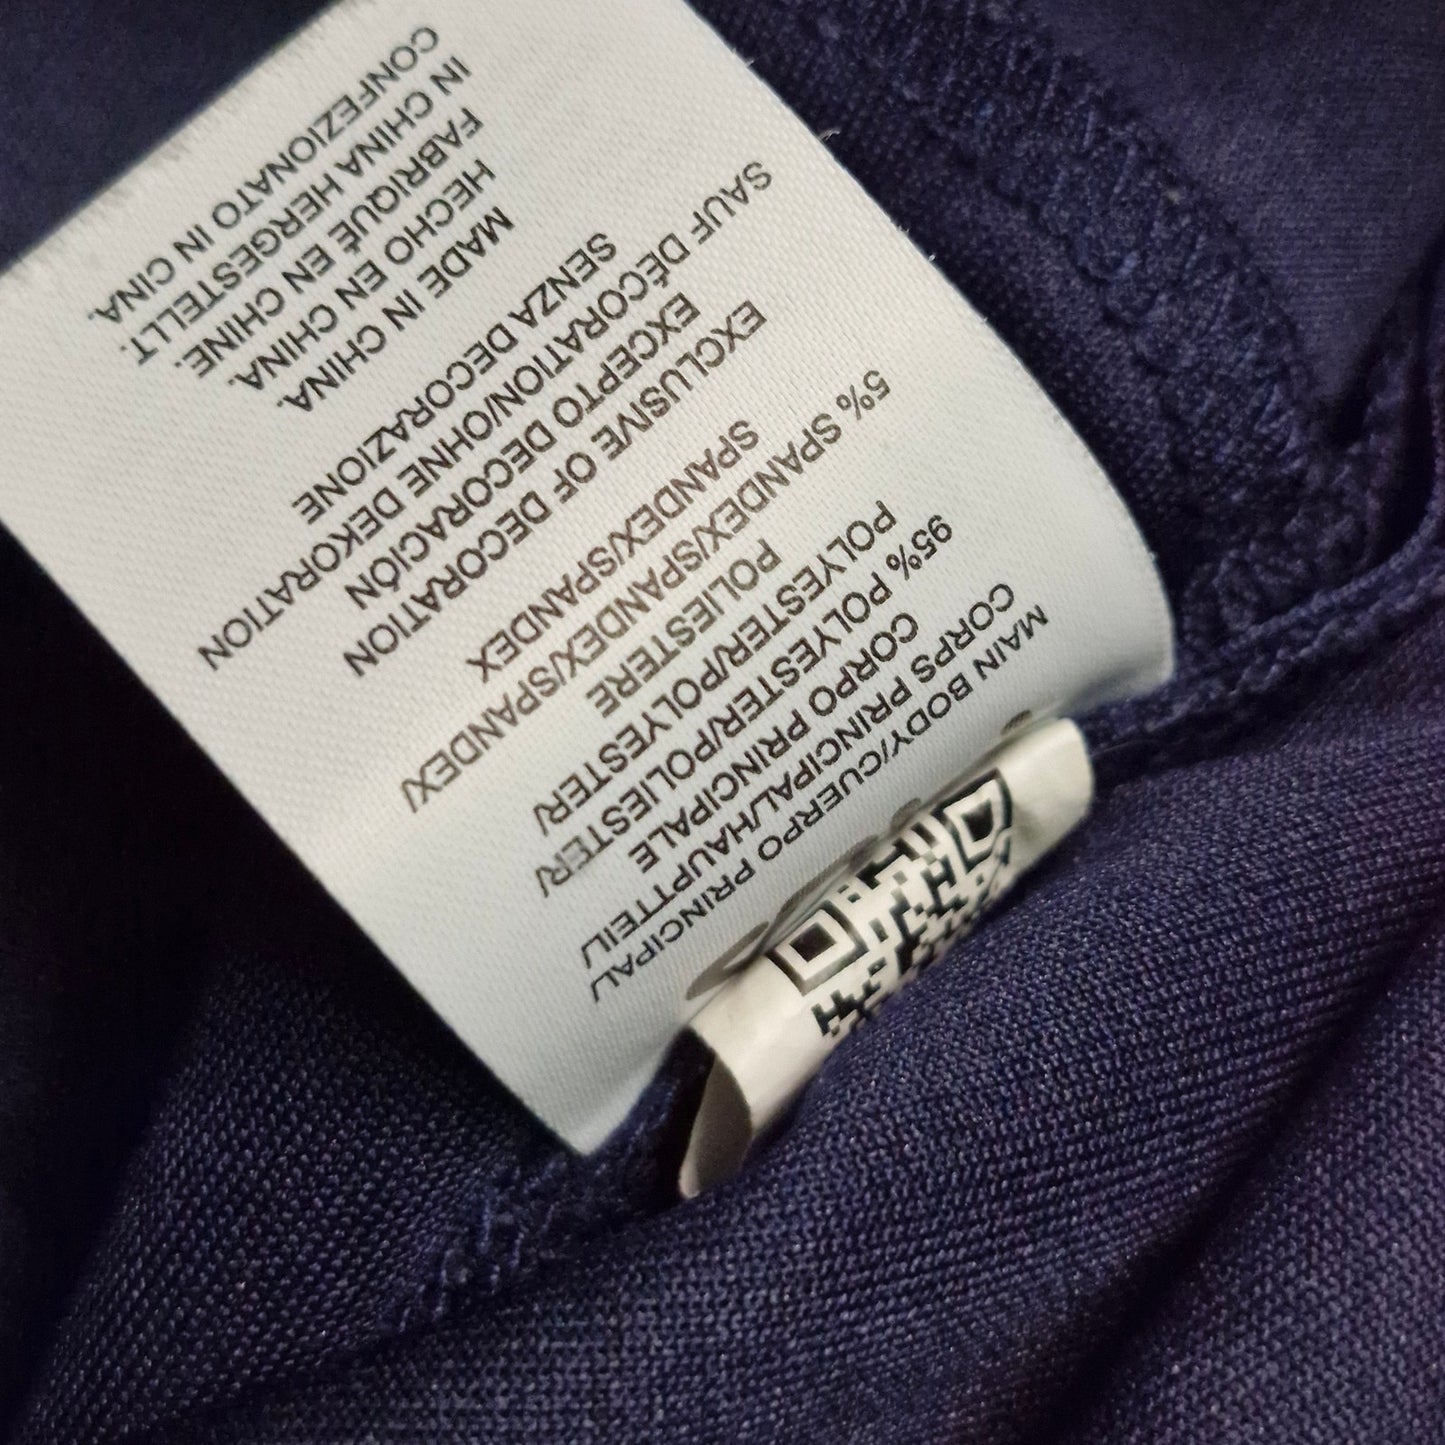 MAIN BODY/CUERPO PRINCIPAL/
CORPS PRINCIPAL/HAUPTTEIL/
CORPO PRINCIPALE
95% POLYESTER/POLIESTER/
POLYESTER/POLYESTER/
POLIESTERE
5% SPANDEX/SPANDEX/SPANDEX/
SPANDEX/SPANDEX
EXCLUSIVE OF DECORATION
EXCEPTO DECORACIÓN
SAUF DÉCORATION/OHNE DEKORATION
SENZA DECORAZIONE
MADE IN CHINA.
HECHO EN CHINA.
FABRIQUÉ EN CHINE.
IN CHINA HERGESTELLT.
CONFEZIONATO IN CINA.